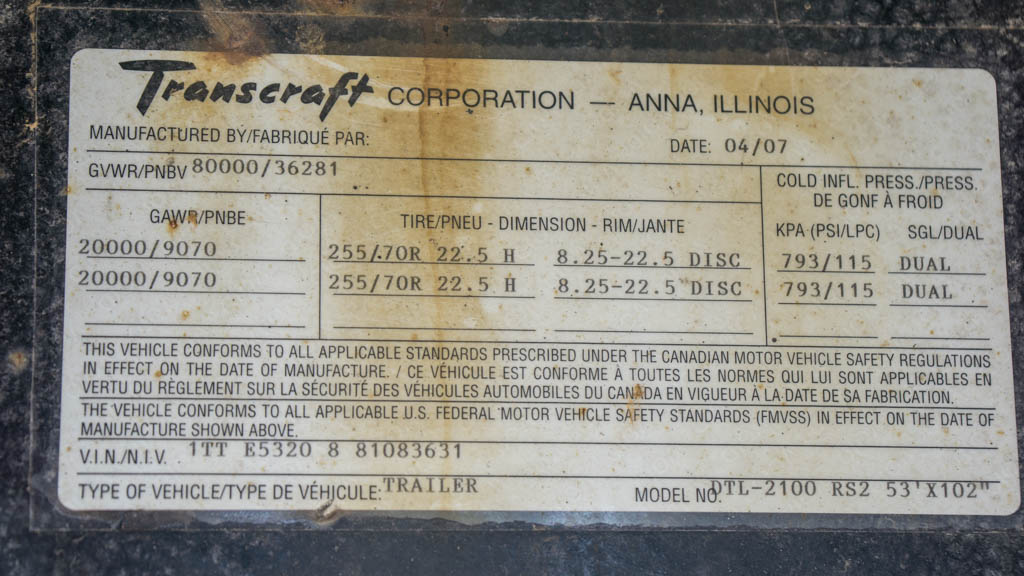 Transcraft CORPORATION — ANNA, ILLINOIS
MANUFACTURED BY/FABRIQUÉ PAR: DATE: 04/07
GVWR/PNBV 80000/36281
COLD INFL. PRESS./PRESS.
DE GONF À FROID
GAWR/PNBE TIRE/PNEU - DIMENSION - RIM/JANTE KPA (PSI/LPC) SGL/DUAL
20000/9070 255/70R 22.5 H 8.25-22.5 DISC 793/115 DUAL
20000/9070 255/70R 22.5 H 8.25-22.5 DISC 793/115 DUAL
THIS VEHICLE CONFORMS TO ALL APPLICABLE STANDARDS PRESCRIBED UNDER THE CANADIAN MOTOR VEHICLE SAFETY REGULATIONS
IN EFFECT ON THE DATE OF MANUFACTURE. / CE VÉHICULE EST CONFORME À TOUTES LES NORMES QUI LUI SONT APPLICABLES EN
VERTU DU RÈGLEMENT SUR LA SÉCURITÉ DES VÉHICULES AUTOMOBILES DU CANADA EN VIGUEUR À LA DATE DE SA FABRICATION.
THE VEHICLE CONFORMS TO ALL APPLICABLE U.S. FEDERAL MOTOR VEHICLE SAFETY STANDARDS (FMVSS) IN EFFECT ON THE DATE OF
MANUFACTURE SHOWN ABOVE.
V.I.N./N.I.V. 1TT E5320 8 81083631
TYPE OF VEHICLE/TYPE DE VÉHICULE: TRAILER MODEL NO. DTL-2100 RS2 53'X102"